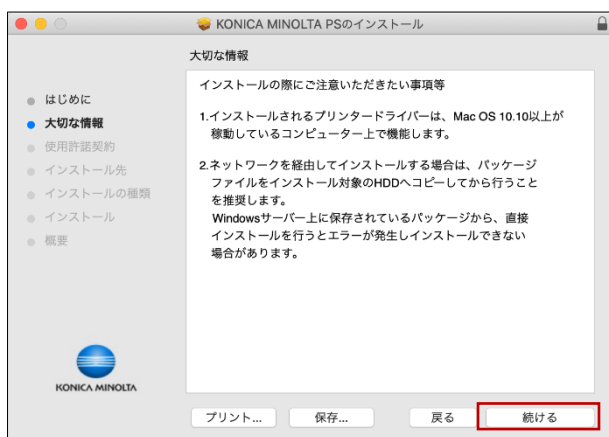 KONICA MINOLTA PSのインストール
大切な情報
はじめに
大切な情報
使用許諾契約
インストール先
インストールの種類
インストール
概要
インストールの際にご注意いただきたい事項等
1.インストールされるプリンタードライバーは、Mac OS 10.10以上が
稼動しているコンピューター上で機能します。
2.ネットワークを経由してインストールする場合は、パッケージ
ファイルをインストール対象のHDDへコピーしてから行うこと
を推奨します。
Windowsサーバー上に保存されているパッケージから、直接
インストールを行うとエラーが発生しインストールできない
場合があります。
KONICA MINOLTA
プリント...
保存...
戻る
続ける